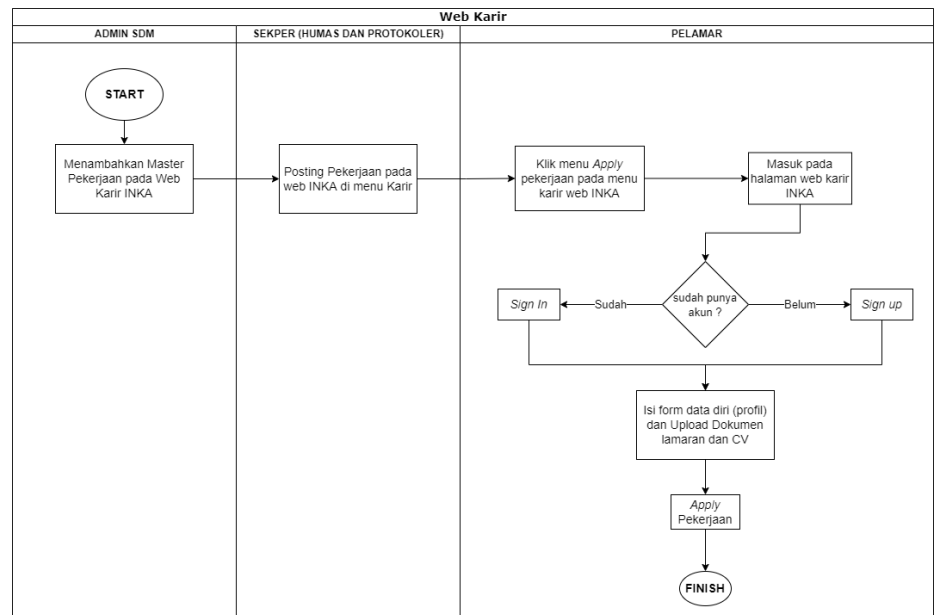 Web Karir
ADMIN SDM
SEKPER (HUMAS DAN PROTOKOLER)
PELAMAR
START
Menambahkan Master
Pekerjaan pada Web
Karir INKA
Posting Pekerjaan pada
web INKA di menu Karir
Klik menu Apply
pekerjaan pada menu
karir web INKA
Masuk pada
halaman web karir
INKA
sudah punya
akun ?
Sudah
Belum
Sign In
Sign up
Isi form data diri (profil)
dan Upload Dokumen
lamaran dan CV
Apply
Pekerjaan
FINISH